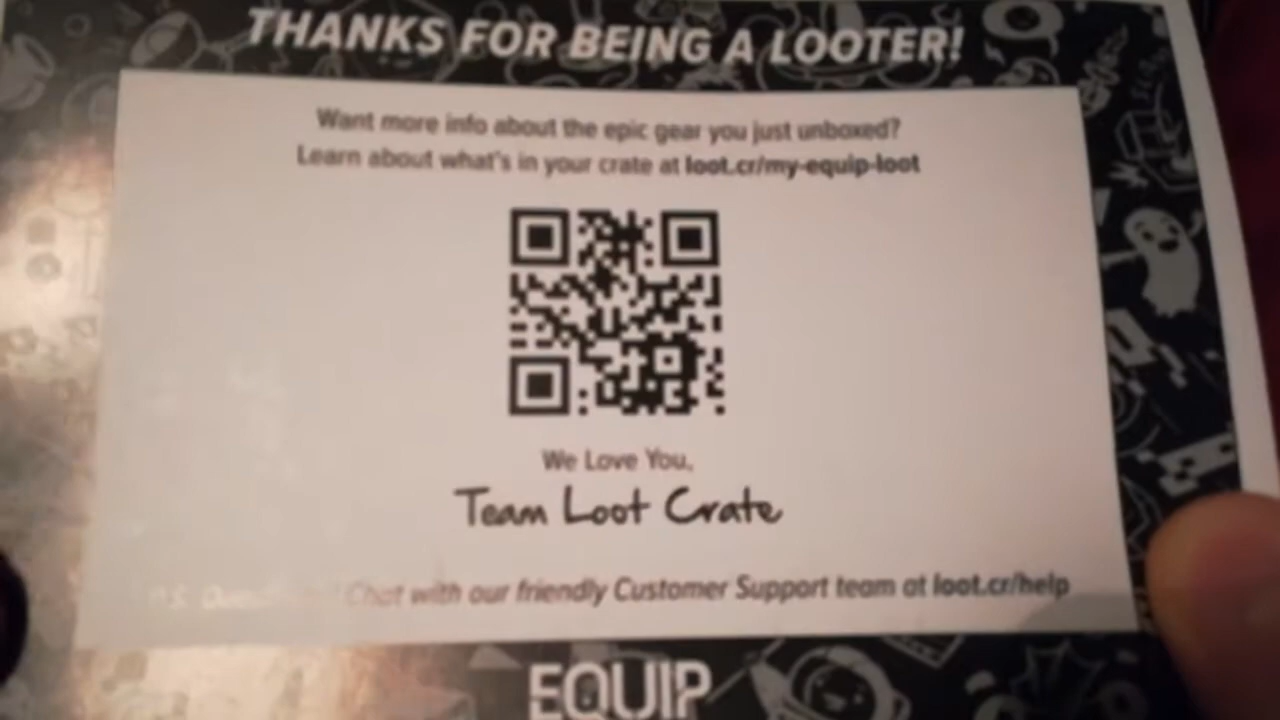 THANKS FOR BEING A LOOTER!
Want more info about the epic gear you just unboxed?
Learn about what's in your crate at loot.cr/my-equip-loot
We Love You,
Team Loot Crate
P.S. Chat with our friendly Customer Support team at loot.cr/help
EQUIP